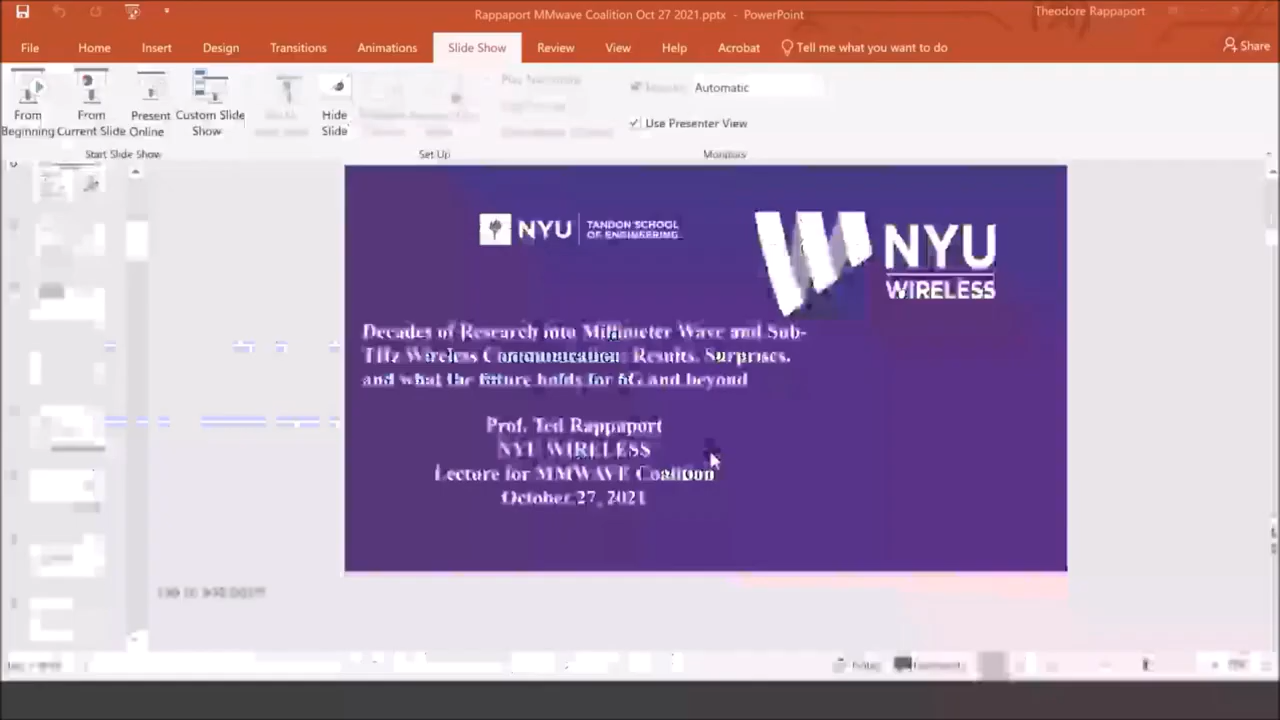 Rappaport MMwave Coalition Oct 27 2021.pptx - PowerPoint
Theodore Rappaport
File Home Insert Design Transitions Animations Slide Show Review View Help Acrobat Tell me what you want to do Share
From Beginning
From Current Slide
Present Online
Custom Slide Show
Hide Slide
Automatic
Use Presenter View
Start Slide Show
Set Up
Monitors
NYU TANDON SCHOOL OF ENGINEERING
NYU
WIRELESS
Decades of Research into Millimeter Wave and Sub-
THz Wireless Communication: Results, Surprises,
and what the future holds for 6G and beyond
Prof. Ted Rappaport
NYU WIRELESS
Lecture for MMWAVE Coalition
October 27, 2021